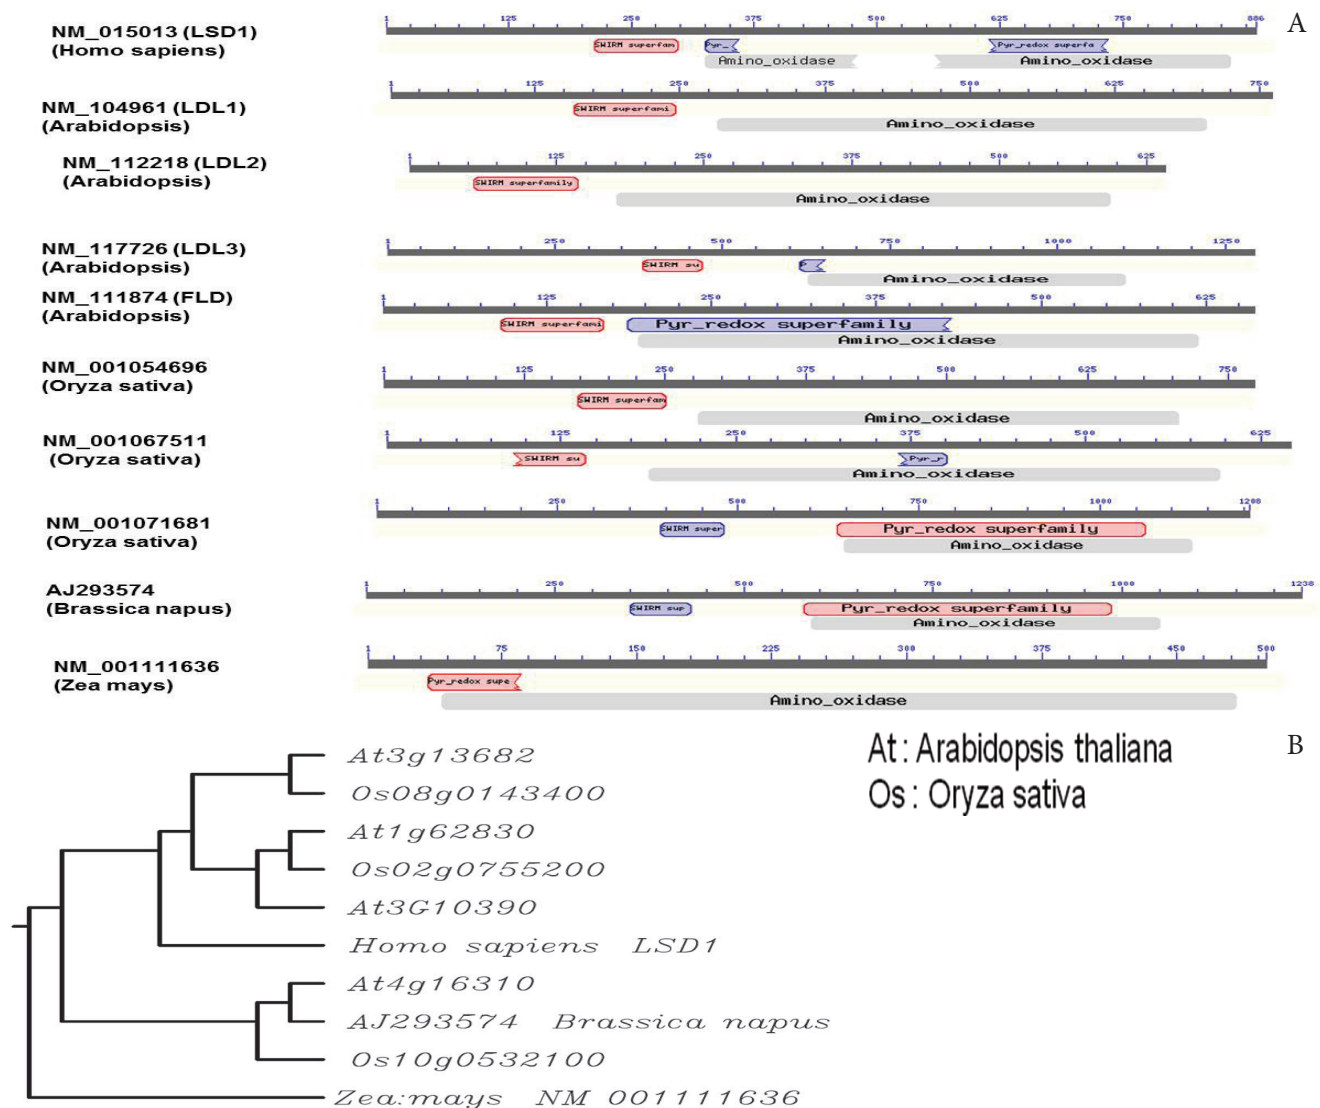 A
NM_015013 (LSD1)
(Homo sapiens)
1 125 250 375 500 625 750 886
SWIRM superfam Pyr_ Pyr_redox superfa
Amino_oxidase Amino_oxidase
NM_104961 (LDL1)
(Arabidopsis)
1 125 250 375 500 625 750
SWIRM superfami
Amino_oxidase
NM_112218 (LDL2)
(Arabidopsis)
1 125 250 375 500 625
SWIRM superfamily
Amino_oxidase
NM_117726 (LDL3)
(Arabidopsis)
1 250 500 750 1000 1250
SWIRM su P
Amino_oxidase
NM_111874 (FLD)
(Arabidopsis)
1 125 250 375 500 625
SWIRM superfami Pyr_redox superfamily
Amino_oxidase
NM_001054696
(Oryza sativa)
1 125 250 375 500 625 750
SWIRM superfam
Amino_oxidase
NM_001067511
(Oryza sativa)
1 125 250 375 500 625
SWIRM su Pyr_r
Amino_oxidase
NM_001071681
(Oryza sativa)
1 250 500 750 1000 1208
SWIRM super Pyr_redox superfamily
Amino_oxidase
AJ293574
(Brassica napus)
1 250 500 750 1000 1238
SWIRM sup Pyr_redox superfamily
Amino_oxidase
NM_001111636
(Zea mays)
1 75 150 225 300 375 450 500
Pyr_redox supe
Amino_oxidase
B
At : Arabidopsis thaliana
Os : Oryza sativa
At3g13682
Os08g0143400
At1g62830
Os02g0755200
At3G10390
Homo sapiens LSD1
At4g16310
AJ293574 Brassica napus
Os10g0532100
Zea:mays NM 001111636